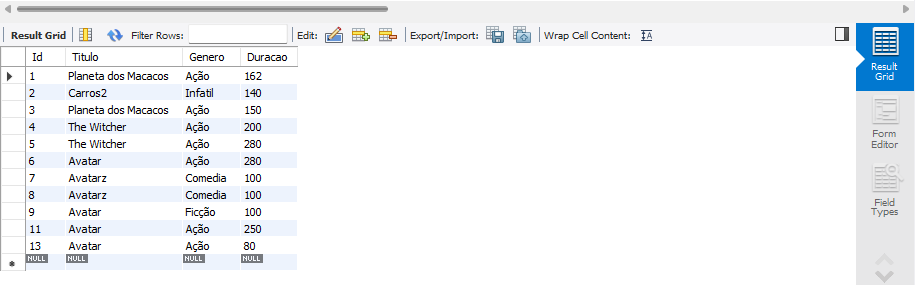 Result Grid Filter Rows: Edit: Export/Import: Wrap Cell Content: IA
Id Titulo Genero Duracao
1 Planeta dos Macacos Ação 162
2 Carros2 Infatil 140
3 Planeta dos Macacos Ação 150
4 The Witcher Ação 200
5 The Witcher Ação 280
6 Avatar Ação 280
7 Avatarz Comedia 100
8 Avatarz Comedia 100
9 Avatar Ficção 100
11 Avatar Ação 250
13 Avatar Ação 80
NULL NULL NULL NULL
Result
Grid
Form
Editor
Field
Types